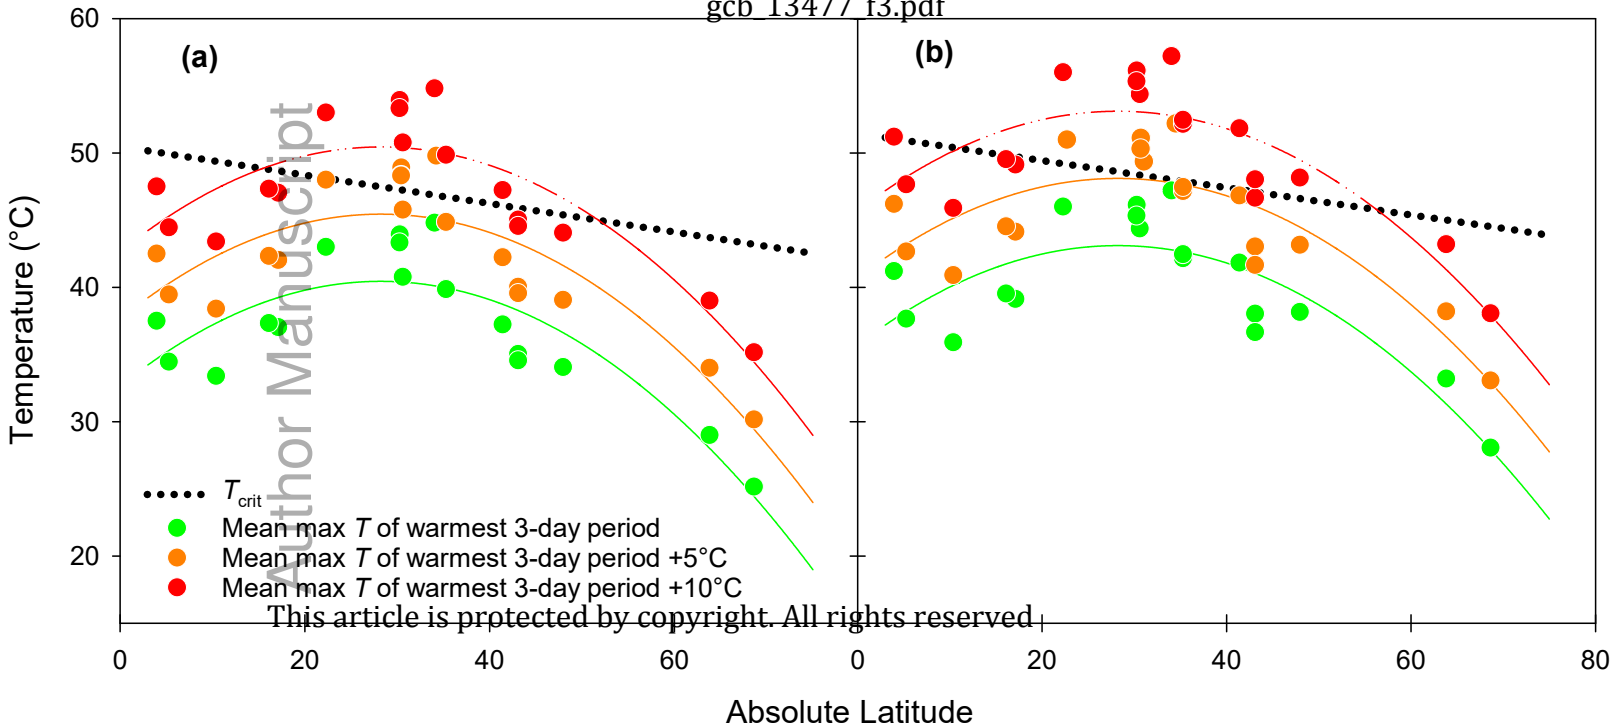 gcb_13477_f3.pdf
60
50
40
30
20
Temperature (°C)
(a)
(b)
Author Manuscript
Tcrit
Mean max T of warmest 3-day period
Mean max T of warmest 3-day period +5°C
Mean max T of warmest 3-day period +10°C
This article is protected by copyright. All rights reserved
0 20 40 60 0 20 40 60 80
Absolute Latitude